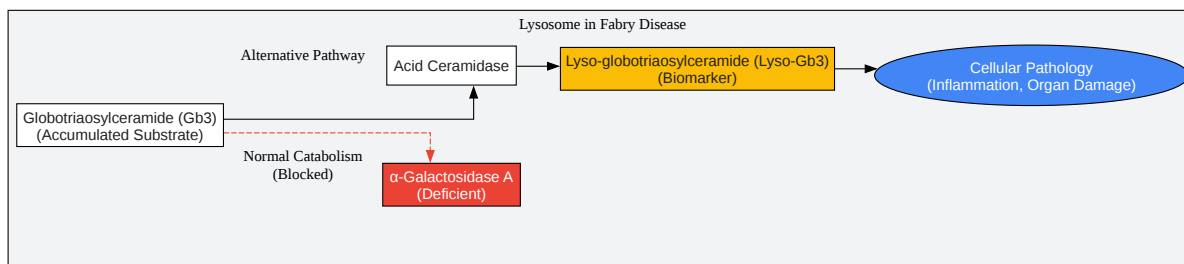 Lysosome in Fabry Disease
Alternative Pathway
Acid Ceramidase
Lyso-globotriaosylceramide (Lyso-Gb3)
(Biomarker)
Cellular Pathology
(Inflammation, Organ Damage)
Globotriaosylceramide (Gb3)
(Accumulated Substrate)
Normal Catabolism
(Blocked)
α-Galactosidase A
(Deficient)